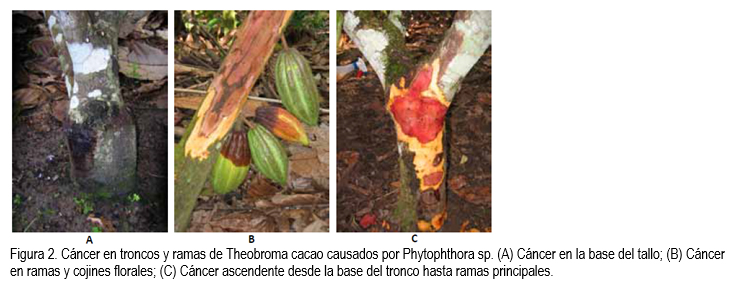 A B C
Figura 2. Cáncer en troncos y ramas de Theobroma cacao causados por Phytophthora sp. (A) Cáncer en la base del tallo; (B) Cáncer
en ramas y cojines florales; (C) Cáncer ascendente desde la base del tronco hasta ramas principales.